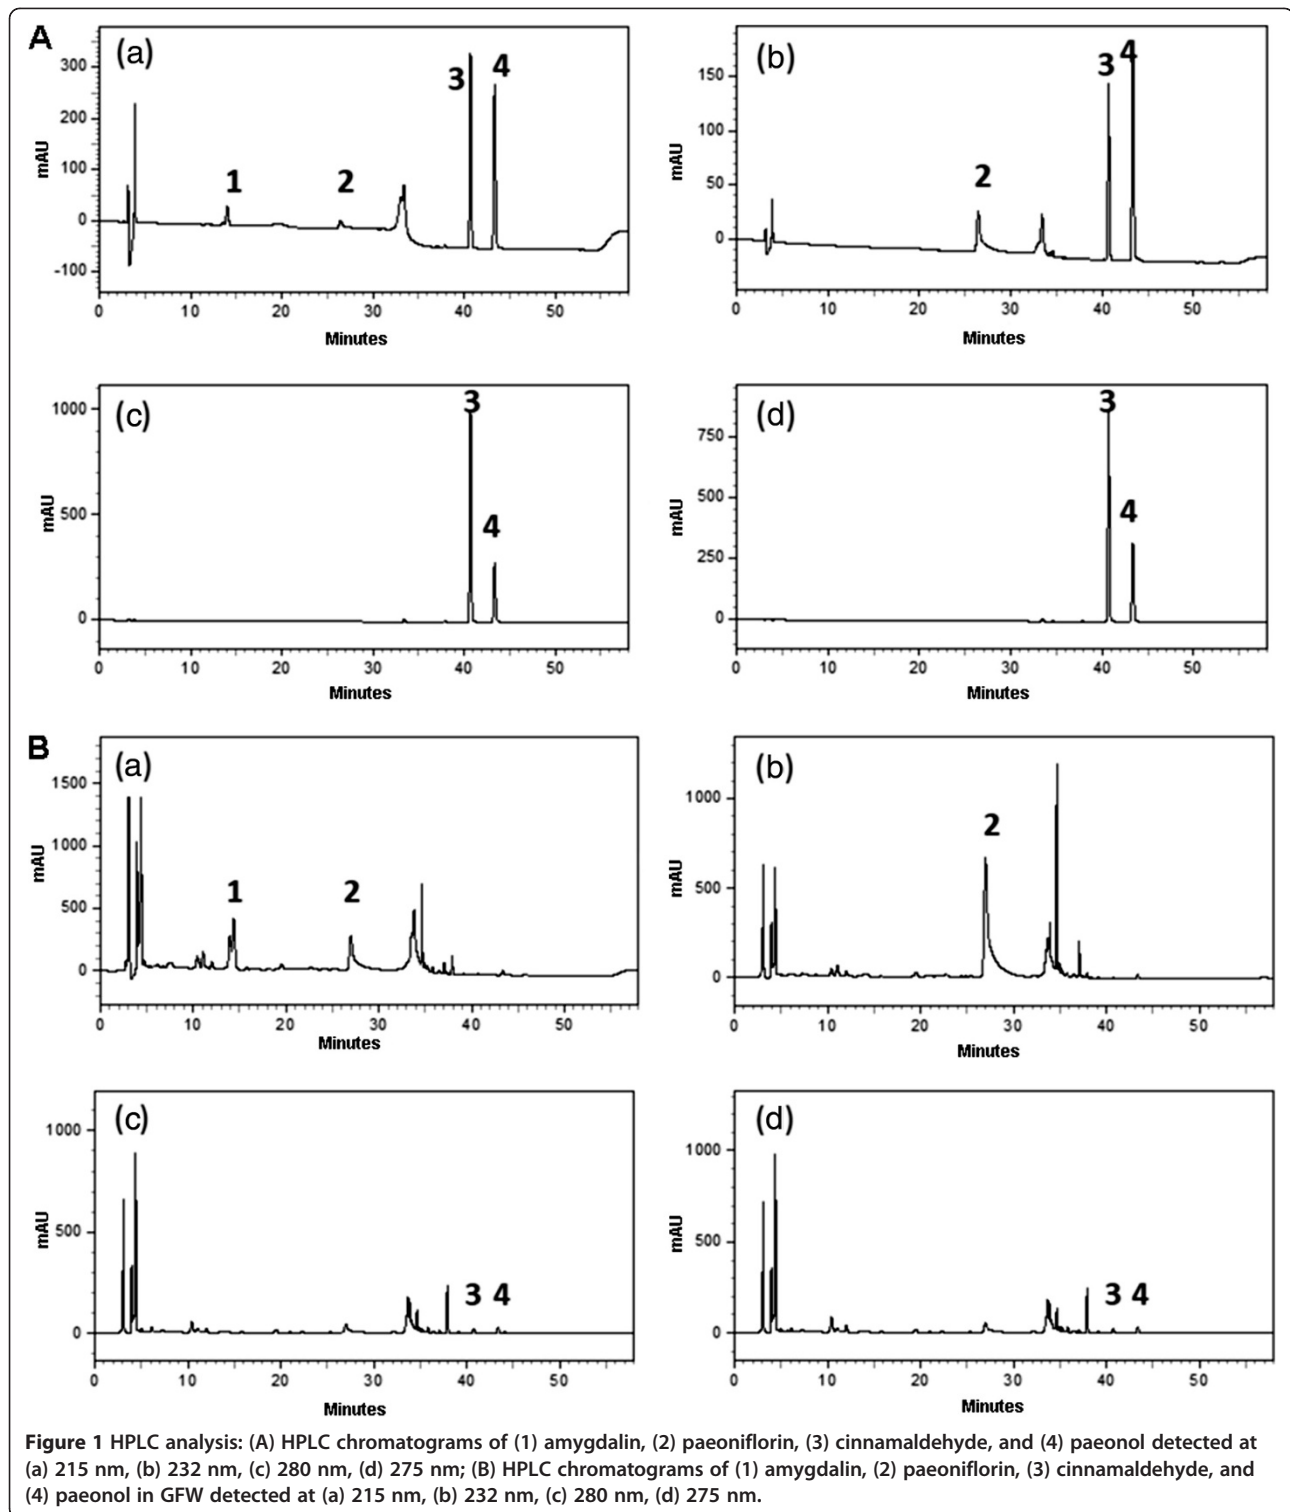 A
(a)
300
200
100
0
-100
mAU
1
2
3
4
0 10 20 30 40 50
Minutes
(b)
150
100
50
0
mAU
2
3
4
0 10 20 30 40 50
Minutes
(c)
1000
500
0
mAU
3
4
0 10 20 30 40 50
Minutes
(d)
750
500
250
0
mAU
3
4
0 10 20 30 40 50
Minutes
B
(a)
1500
1000
500
0
mAU
1
2
0 10 20 30 40 50
Minutes
(b)
1000
500
0
mAU
2
0 10 20 30 40 50
Minutes
(c)
1000
500
0
mAU
3 4
0 10 20 30 40 50
Minutes
(d)
1000
500
0
mAU
3 4
0 10 20 30 40 50
Minutes
Figure 1 HPLC analysis: (A) HPLC chromatograms of (1) amygdalin, (2) paeoniflorin, (3) cinnamaldehyde, and (4) paeonol detected at
(a) 215 nm, (b) 232 nm, (c) 280 nm, (d) 275 nm; (B) HPLC chromatograms of (1) amygdalin, (2) paeoniflorin, (3) cinnamaldehyde, and
(4) paeonol in GFW detected at (a) 215 nm, (b) 232 nm, (c) 280 nm, (d) 275 nm.